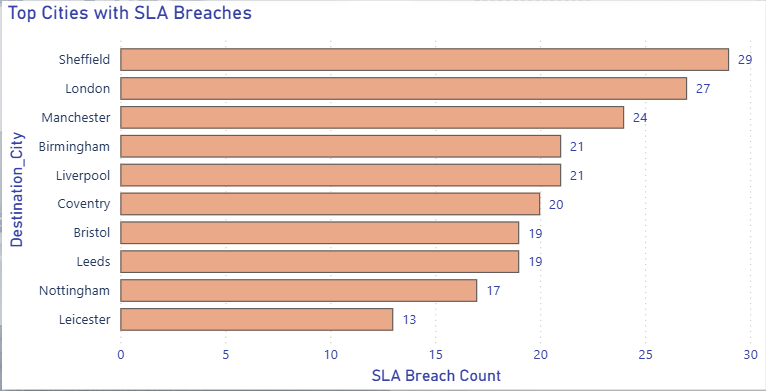 Top Cities with SLA Breaches
Destination_City
Sheffield 29
London 27
Manchester 24
Birmingham 21
Liverpool 21
Coventry 20
Bristol 19
Leeds 19
Nottingham 17
Leicester 13
0 5 10 15 20 25 30
SLA Breach Count